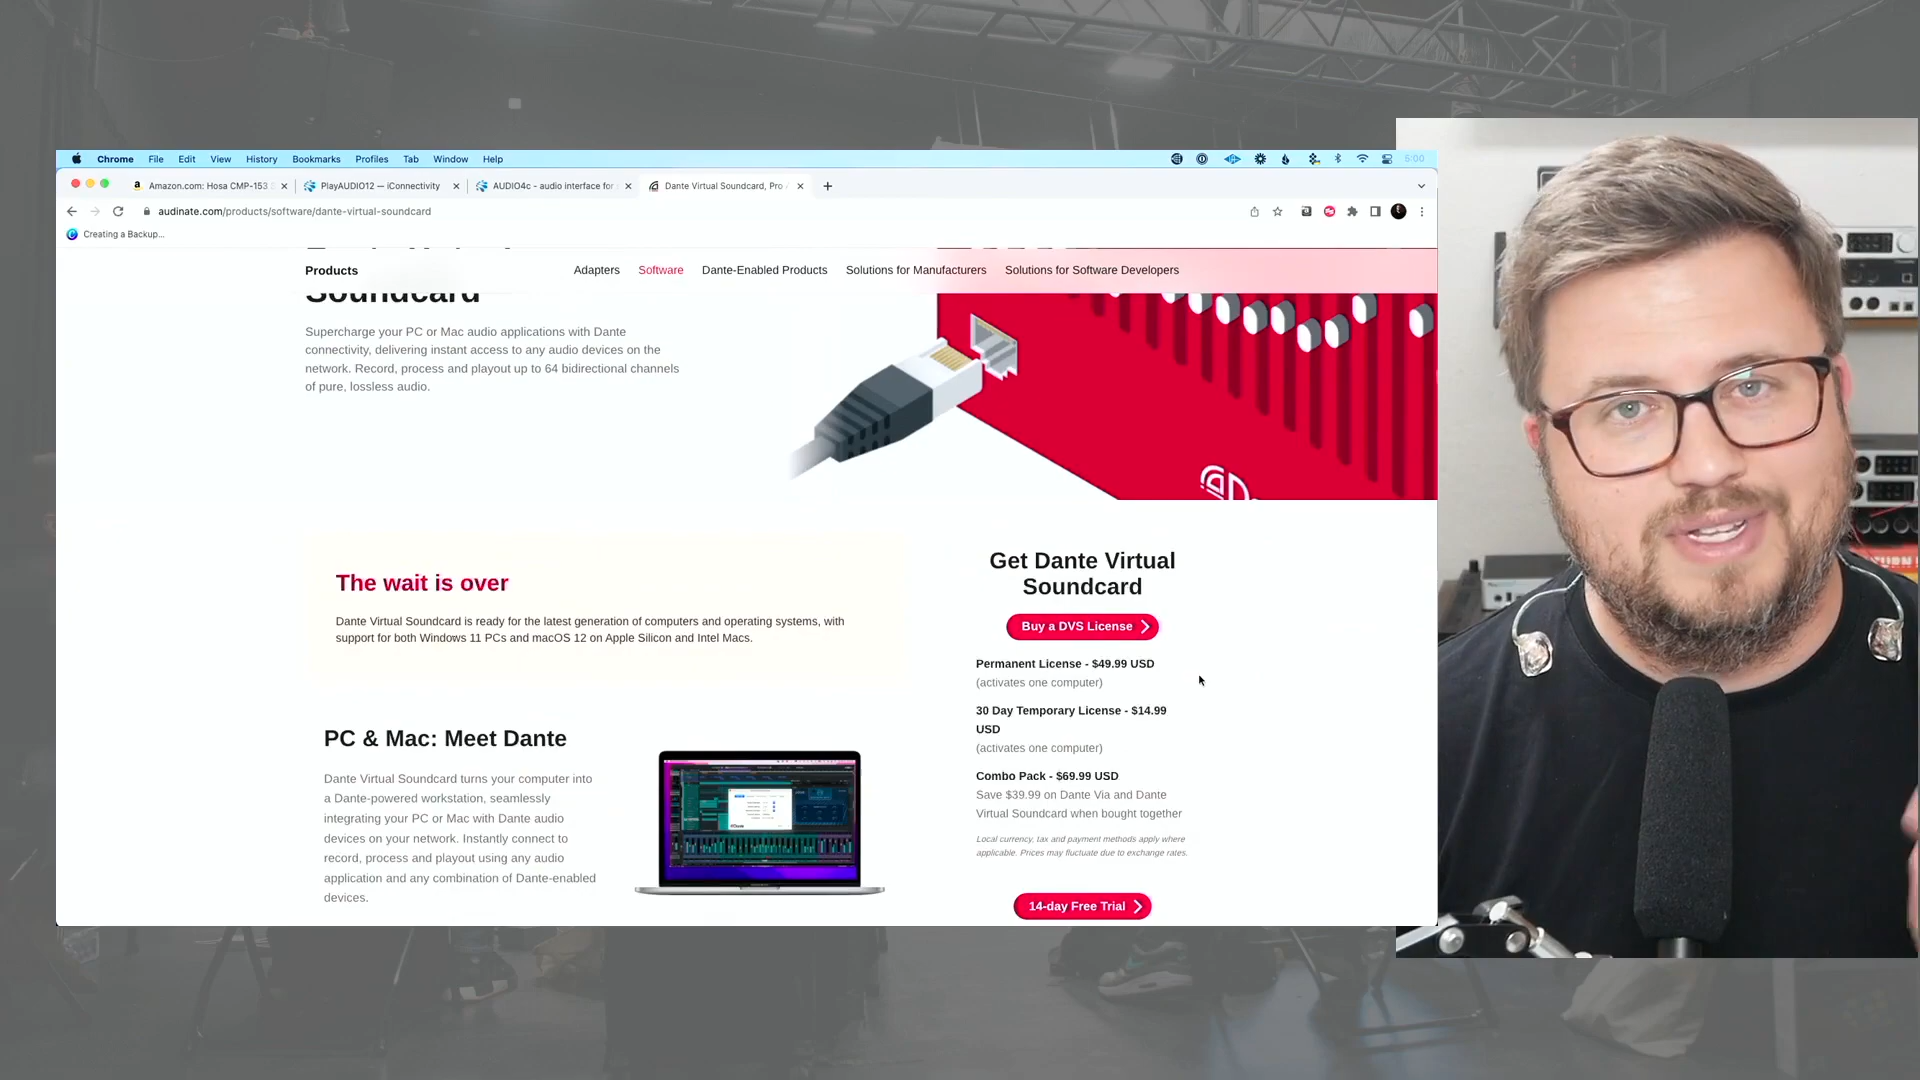 Chrome File Edit View History Bookmarks Profiles Tab Window Help 5:00
Amazon.com: Hosa CMP-153 PlayAUDIO12 — iConnectivity AUDIO4c - audio interface for Dante Virtual Soundcard, Pro
audinate.com/products/software/dante-virtual-soundcard
Creating a Backup...
Products Adapters Software Dante-Enabled Products Solutions for Manufacturers Solutions for Software Developers
Soundcard
Supercharge your PC or Mac audio applications with Dante
connectivity, delivering instant access to any audio devices on the
network. Record, process and playout up to 64 bidirectional channels
of pure, lossless audio.
The wait is over
Dante Virtual Soundcard is ready for the latest generation of computers and operating systems, with
support for both Windows 11 PCs and macOS 12 on Apple Silicon and Intel Macs.
PC & Mac: Meet Dante
Dante Virtual Soundcard turns your computer into
a Dante-powered workstation, seamlessly
integrating your PC or Mac with Dante audio
devices on your network. Instantly connect to
record, process and playout using any audio
application and any combination of Dante-enabled
devices.
Get Dante Virtual
Soundcard
Buy a DVS License
Permanent License - $49.99 USD
(activates one computer)
30 Day Temporary License - $14.99
USD
(activates one computer)
Combo Pack - $69.99 USD
Save $39.99 on Dante Via and Dante
Virtual Soundcard when bought together
Local currency, tax and payment methods apply where
applicable. Prices may fluctuate due to exchange rates.
14-day Free Trial